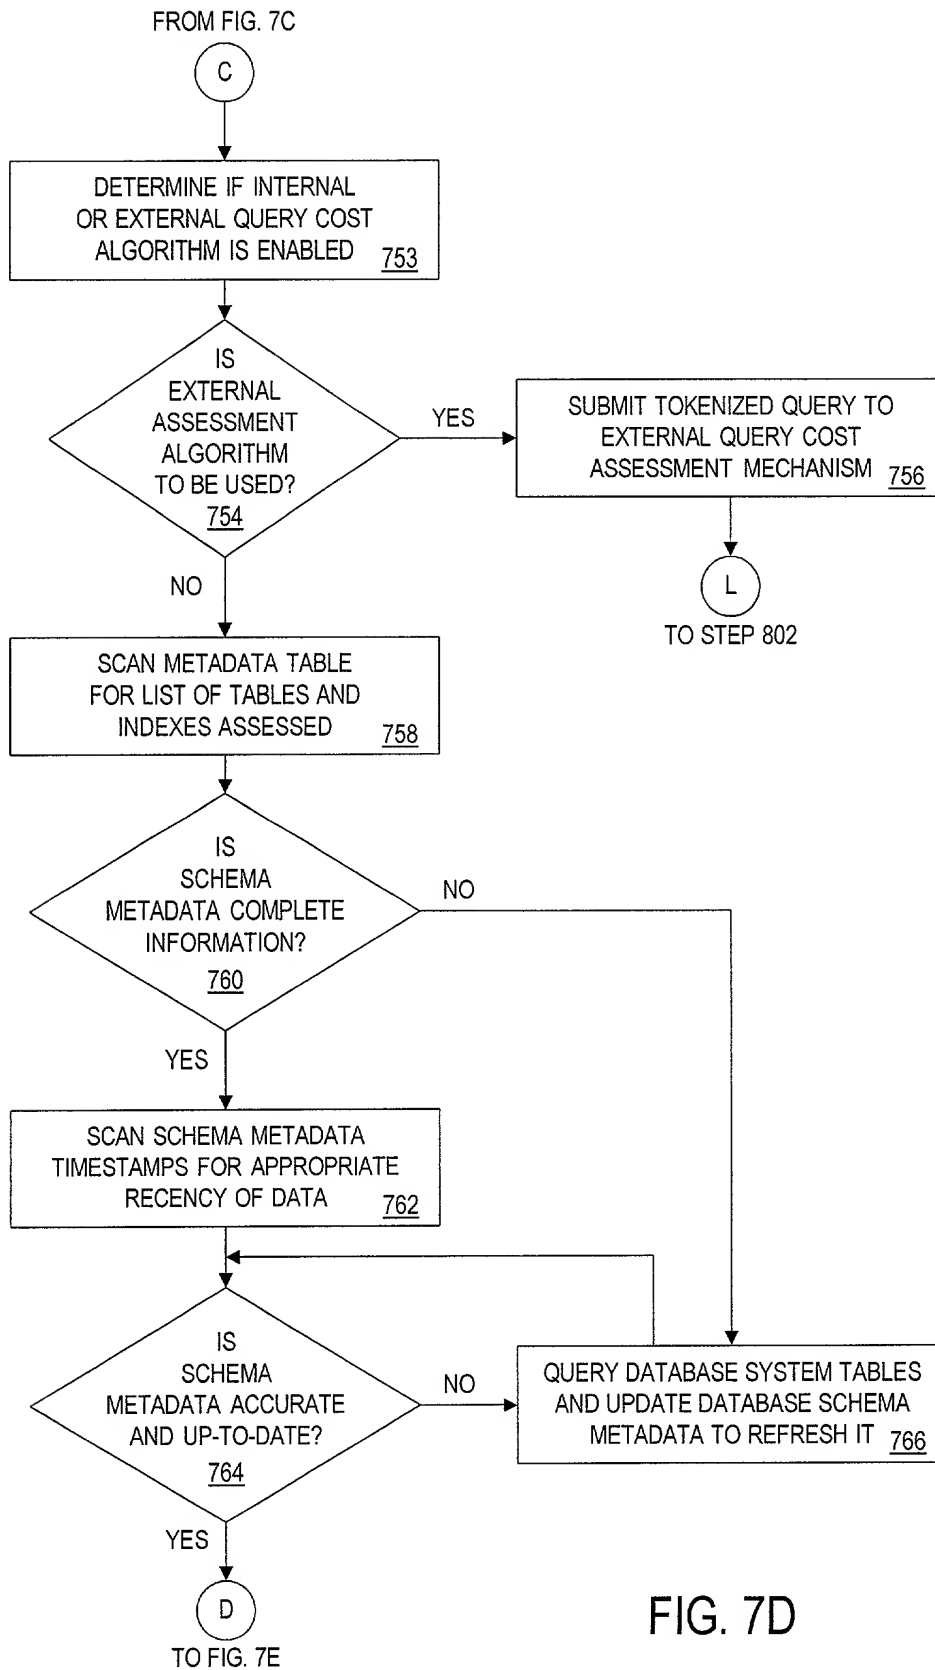 FROM FIG. 7C
C
DETERMINE IF INTERNAL
OR EXTERNAL QUERY COST
ALGORITHM IS ENABLED 753
IS
EXTERNAL
ASSESSMENT
ALGORITHM
TO BE USED?
754
YES
SUBMIT TOKENIZED QUERY TO
EXTERNAL QUERY COST
ASSESSMENT MECHANISM 756
L
TO STEP 802
NO
SCAN METADATA TABLE
FOR LIST OF TABLES AND
INDEXES ASSESSED 758
IS
SCHEMA
METADATA COMPLETE
INFORMATION?
760
NO
YES
SCAN SCHEMA METADATA
TIMESTAMPS FOR APPROPRIATE
RECENCY OF DATA 762
IS
SCHEMA
METADATA ACCURATE
AND UP-TO-DATE?
764
NO
QUERY DATABASE SYSTEM TABLES
AND UPDATE DATABASE SCHEMA
METADATA TO REFRESH IT 766
YES
D
TO FIG. 7E
FIG. 7D